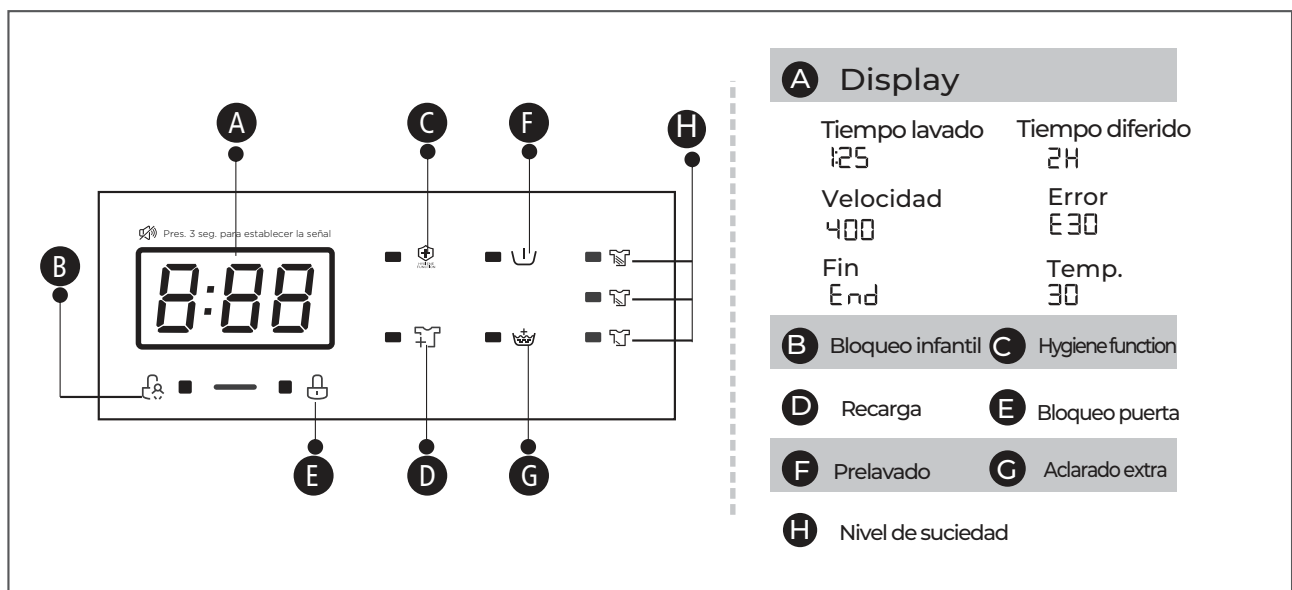 A
C
F
H
Pres. 3 seg. para establecer la señal
B
8:88
HYGIENE
FUNCTION
E
D
G
A Display
Tiempo lavado Tiempo diferido
1:25 2H
Velocidad Error
400 E30
Fin Temp.
End 30
B Bloqueo infantil C Hygiene function
D Recarga E Bloqueo puerta
F Prelavado G Aclarado extra
H Nivel de suciedad